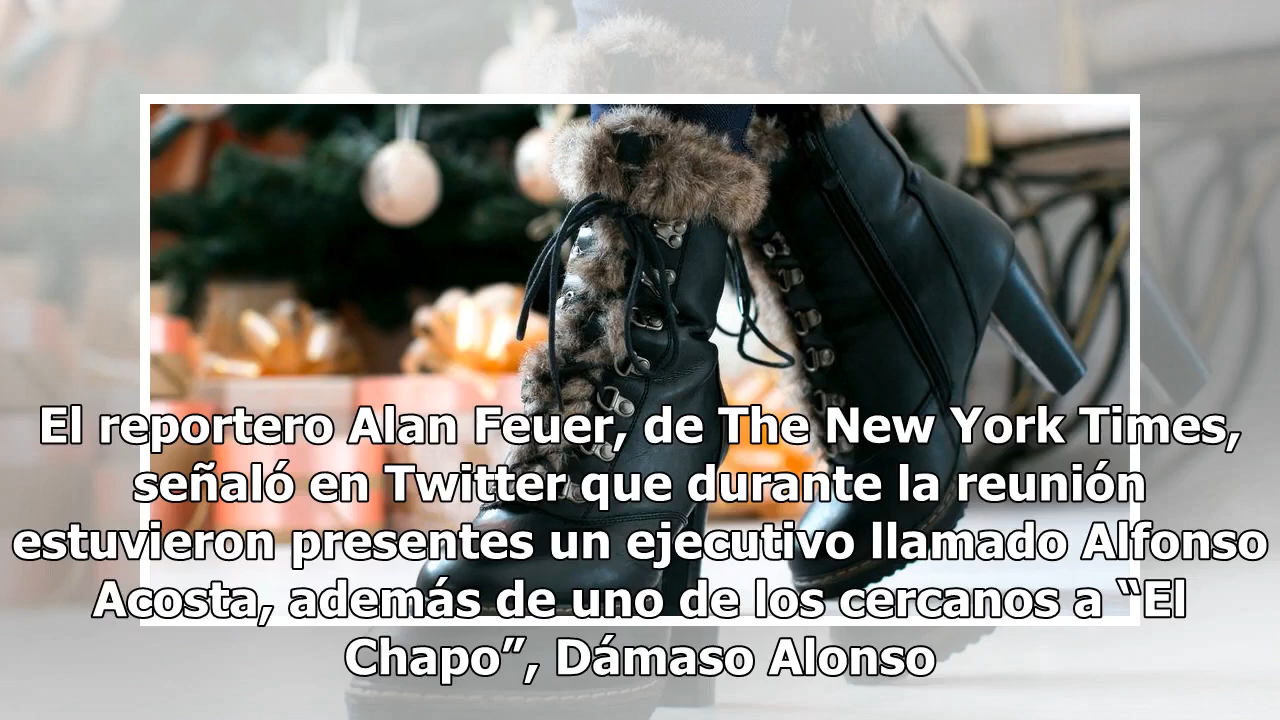 El reportero Alan Feuer, de The New York Times,
señaló en Twitter que durante la reunión
estuvieron presentes un ejecutivo llamado Alfonso
Acosta, además de uno de los cercanos a “El
Chapo”, Dámaso Alonso